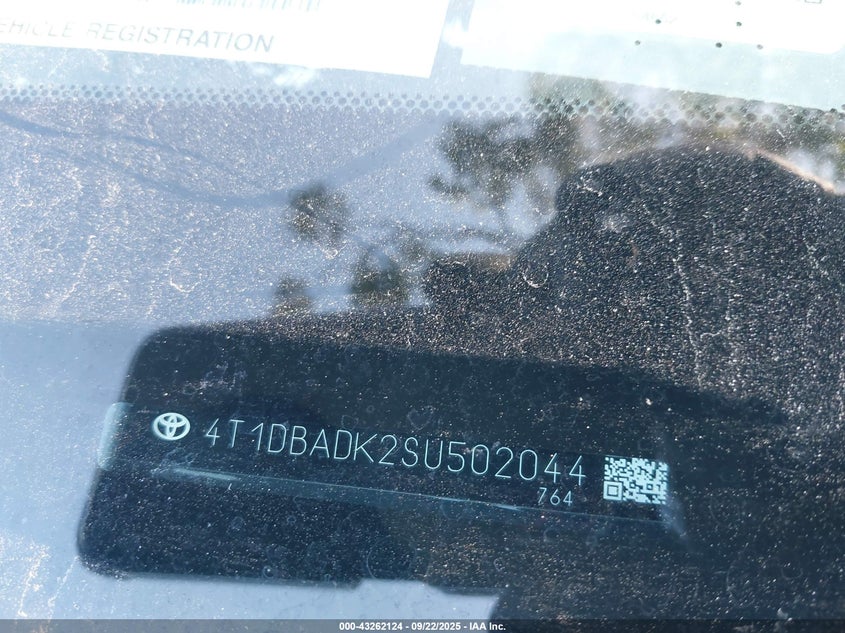 VEHICLE REGISTRATION
4T1DBADK2SU502044
764
000-43262124 - 09/22/2025 - IAA Inc.